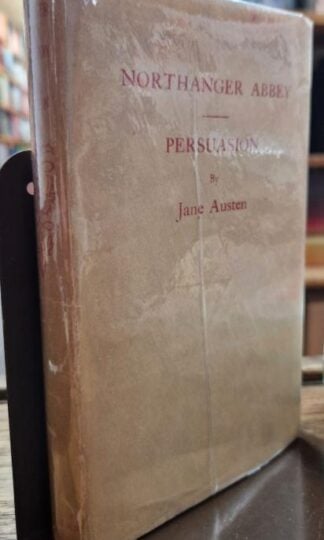 NORTHANGER ABBEY
PERSUASION
By
Jane Austen